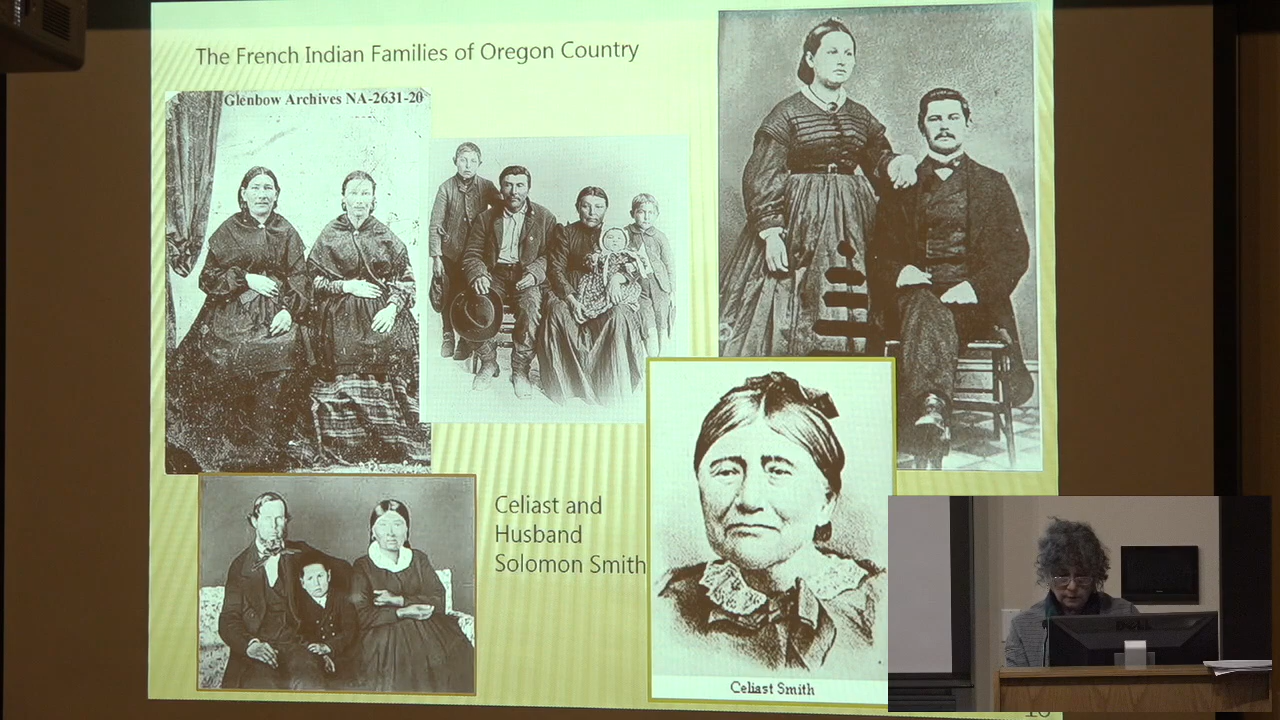 The French Indian Families of Oregon Country
Glenbow Archives NA-2631-20
Celiast and
Husband
Solomon Smith
Celiast Smith
DELL